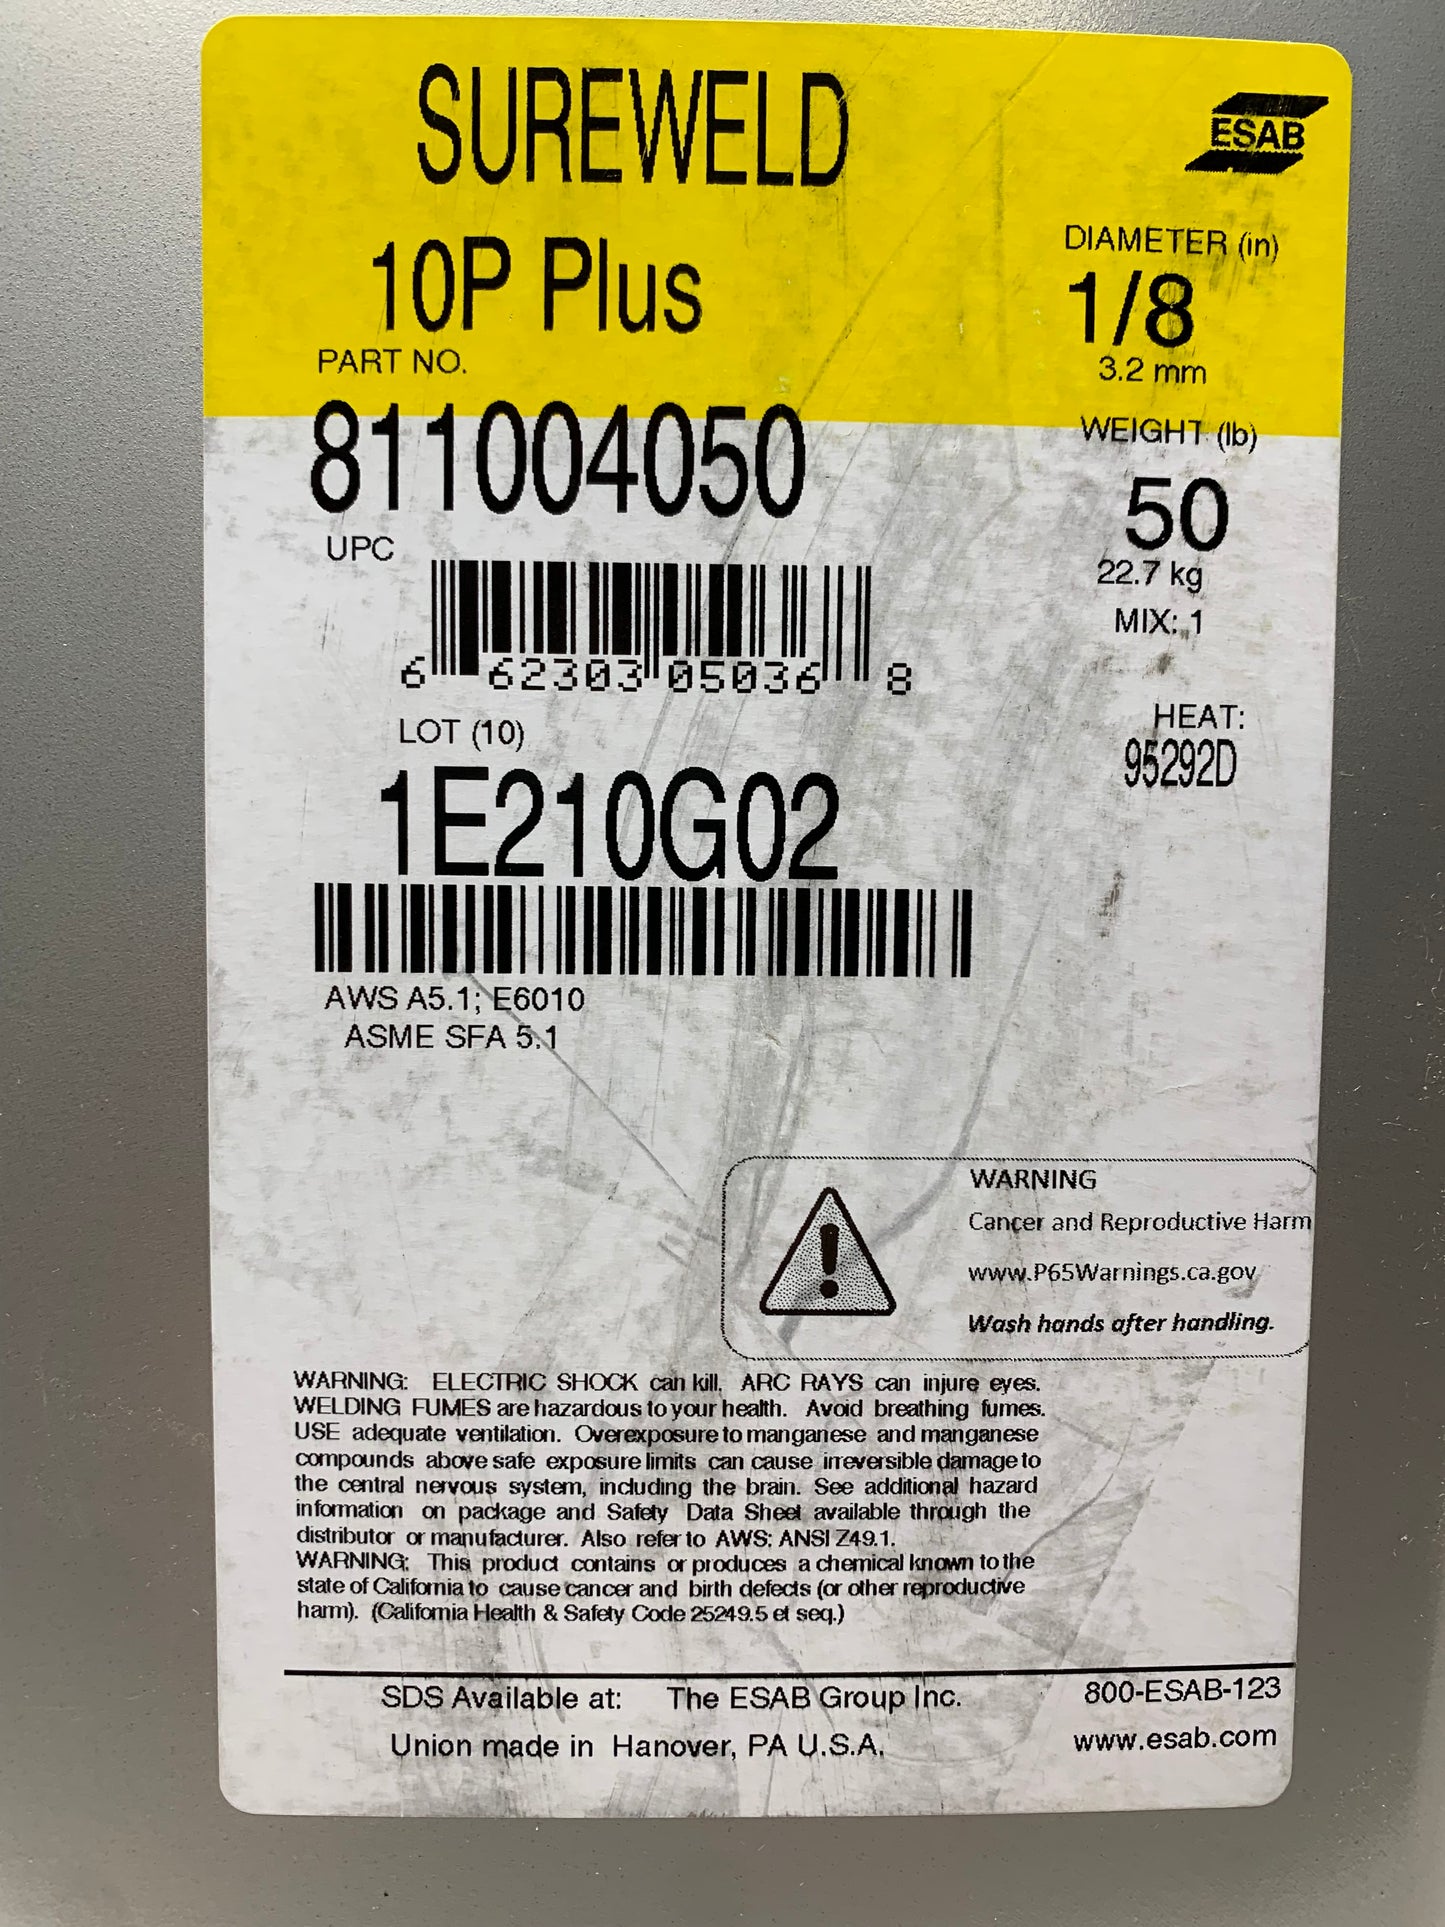 SUREWELD
ESAB
10P Plus
DIAMETER (in)
1/8
3.2 mm
PART NO.
811004050
WEIGHT (lb)
50
22.7 kg
MIX: 1
UPC
6 62303 05036 8
LOT (10)
HEAT:
95292D
1E210G02
AWS A5.1; E6010
ASME SFA 5.1
WARNING
Cancer and Reproductive Harm
www.P65Warnings.ca.gov
Wash hands after handling.
WARNING: ELECTRIC SHOCK can kill. ARC RAYS can injure eyes.
WELDING FUMES are hazardous to your health. Avoid breathing fumes.
USE adequate ventilation. Overexposure to manganese and manganese
compounds above safe exposure limits can cause irreversible damage to
the central nervous system, including the brain. See additional hazard
information on package and Safety Data Sheet available through the
distributor or manufacturer. Also refer to AWS: ANSI Z49.1.
WARNING: This product contains or produces a chemical known to the
state of California to cause cancer and birth defects (or other reproductive
harm). (California Health & Safety Code 25249.5 et seq.)
SDS Available at: The ESAB Group Inc. 800-ESAB-123
Union made in Hanover, PA U.S.A. www.esab.com